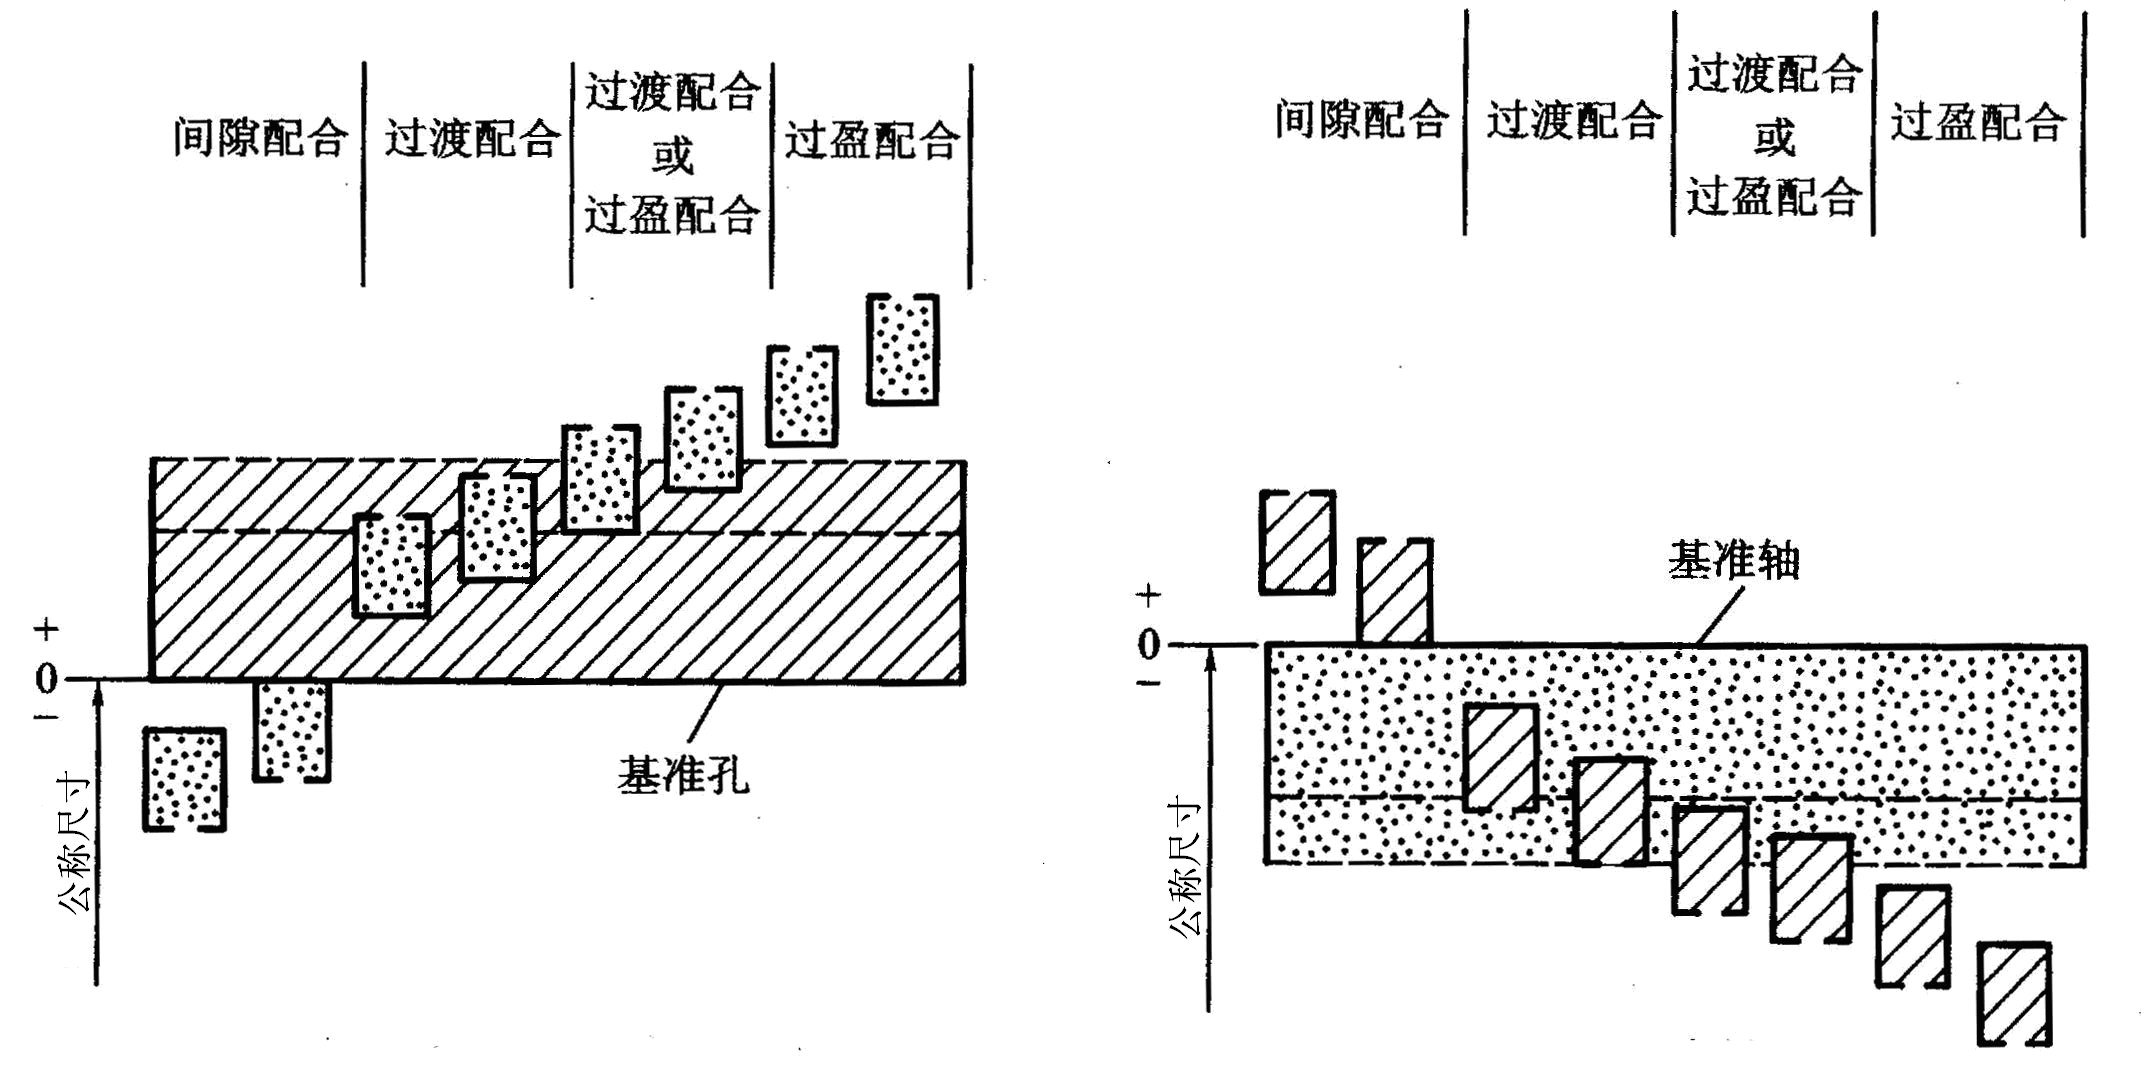 间隙配合
过渡配合
过渡配合
或
过盈配合
过盈配合
+
0
−
公称尺寸
基准孔
间隙配合
过渡配合
过渡配合
或
过盈配合
过盈配合
基准轴
+
0
−
公称尺寸